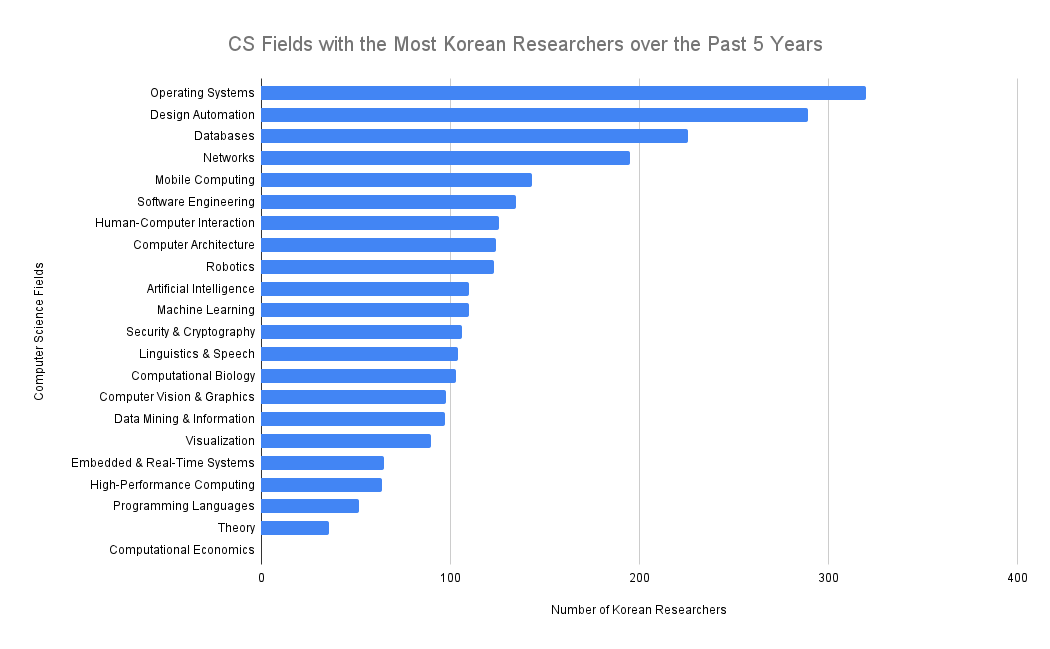 CS Fields with the Most Korean Researchers over the Past 5 Years
Computer Science Fields
Operating Systems
Design Automation
Databases
Networks
Mobile Computing
Software Engineering
Human-Computer Interaction
Computer Architecture
Robotics
Artificial Intelligence
Machine Learning
Security & Cryptography
Linguistics & Speech
Computational Biology
Computer Vision & Graphics
Data Mining & Information
Visualization
Embedded & Real-Time Systems
High-Performance Computing
Programming Languages
Theory
Computational Economics
0 100 200 300 400
Number of Korean Researchers